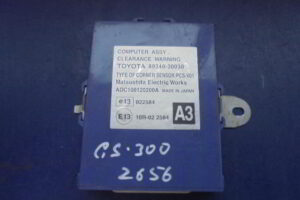 COMPUTER ASSY
CLEARANCE WARNING
TOYOTA 89340-30030
TYPE OF CORNER SENSOR PCS-V01
Matsushita Electric Works
ADC100120200A MADE IN JAPAN
e13 022584
E13 10R-02 2584
A3
GS-300
2656